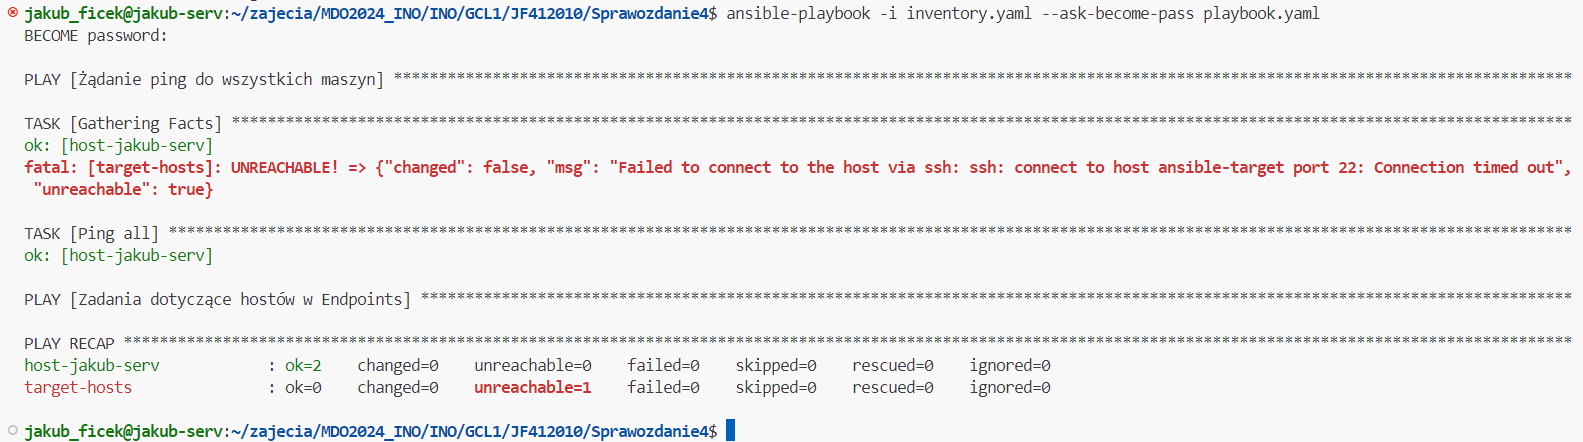 jakub_ficek@jakub-serv:~/zajecia/MDO2024_INO/INO/GCL1/JF412010/Sprawozdanie4$ ansible-playbook -i inventory.yaml --ask-become-pass playbook.yaml
BECOME password:
PLAY [Żądanie ping do wszystkich maszyn] ***********************************************************************************************************************************
TASK [Gathering Facts] *****************************************************************************************************************************************************
ok: [host-jakub-serv]
fatal: [target-hosts]: UNREACHABLE! => {"changed": false, "msg": "Failed to connect to the host via ssh: ssh: connect to host ansible-target port 22: Connection timed out",
"unreachable": true}
TASK [Ping all] ************************************************************************************************************************************************************
ok: [host-jakub-serv]
PLAY [Zadania dotyczące hostów w Endpoints] ********************************************************************************************************************************
PLAY RECAP *****************************************************************************************************************************************************************
host-jakub-serv            : ok=2    changed=0    unreachable=0    failed=0    skipped=0    rescued=0    ignored=0
target-hosts               : ok=0    changed=0    unreachable=1    failed=0    skipped=0    rescued=0    ignored=0
jakub_ficek@jakub-serv:~/zajecia/MDO2024_INO/INO/GCL1/JF412010/Sprawozdanie4$